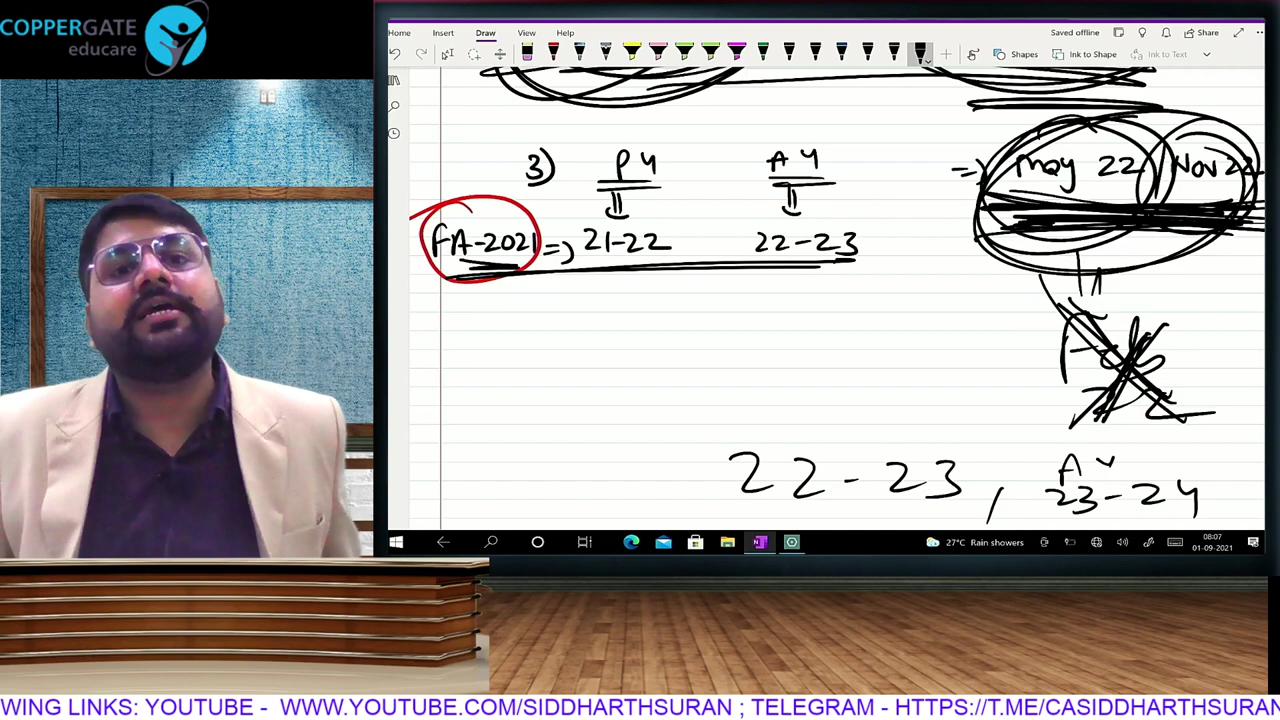 COPPERGATE
educare
Home Insert Draw View Help
Saved offline
Share
Shapes
Ink to Shape
Ink to Text
3) PY AY => May 22 Nov 22
FA-2021 => 21-22 22-23
AY
22-23, 23-24
27°C Rain showers
08:07
01-09-2021
WING LINKS: YOUTUBE - WWW.YOUTUBE.COM/SIDDHARTHSURAN ; TELEGRAM - HTTPS://T.ME/CASIDDHARTHSURAN